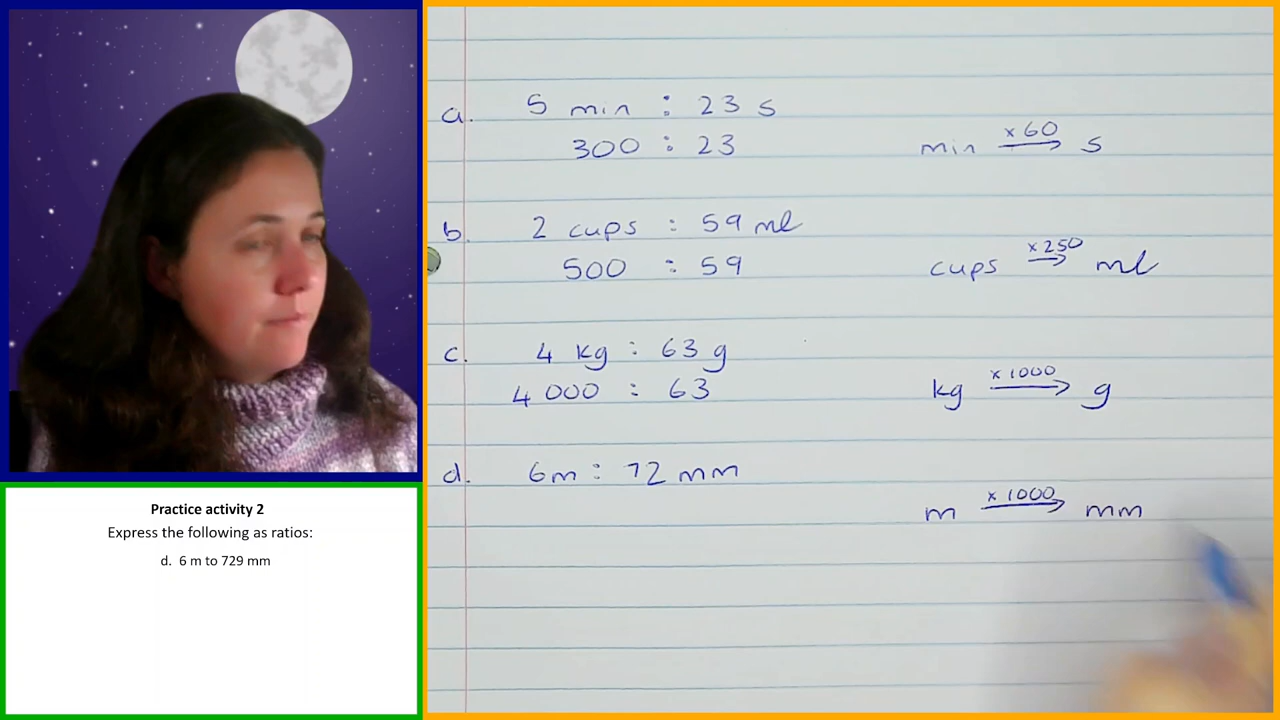 a. 5 min : 23 s
300 : 23
min ×60 → s
b. 2 cups : 59 ml
500 : 59
cups ×250 → ml
c. 4 kg : 63 g
4 000 : 63
kg ×1000 → g
d. 6m : 72 mm
m ×1000 → mm
Practice activity 2
Express the following as ratios:
d. 6 m to 729 mm